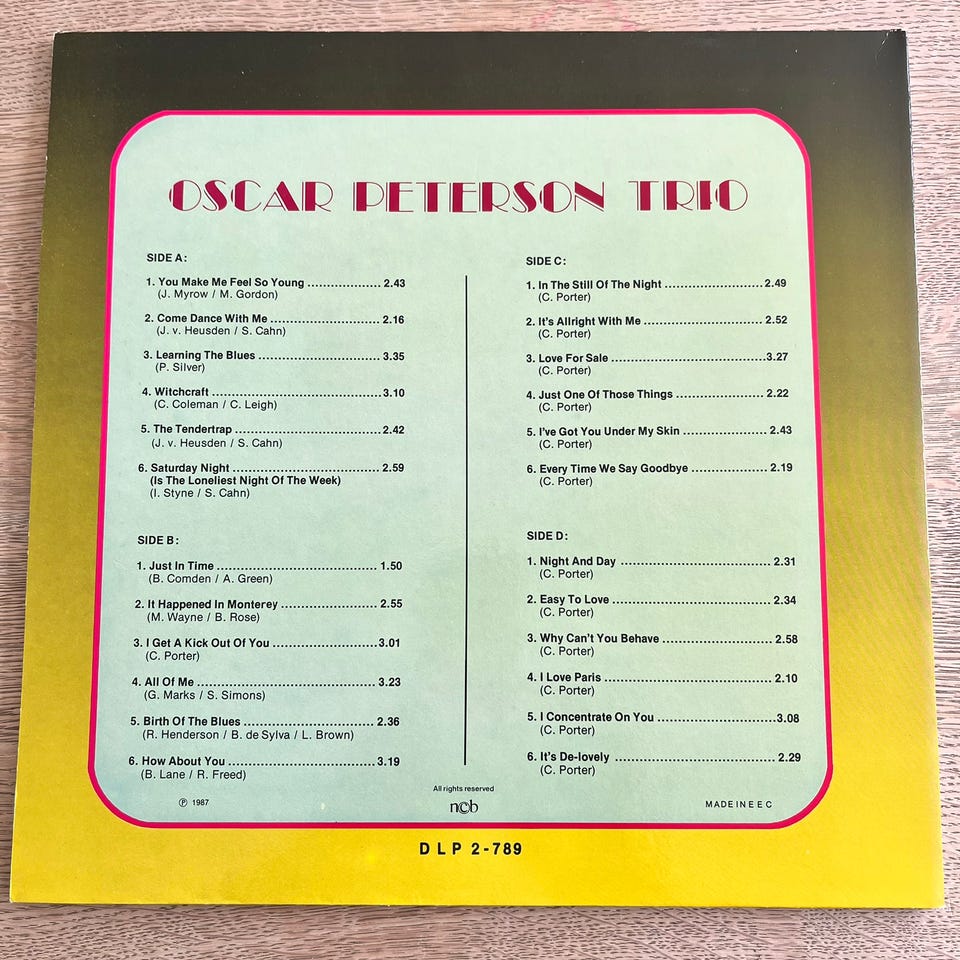 OSCAR PETERSON TRIO
SIDE A:
1. You Make Me Feel So Young ........................ 2.43
(J. Myrow / M. Gordon)
2. Come Dance With Me .................................... 2.16
(J. v. Heusden / S. Cahn)
3. Learning The Blues ....................................... 3.35
(P. Silver)
4. Witchcraft ..................................................... 3.10
(C. Coleman / C. Leigh)
5. The Tendertrap .............................................. 2.42
(J. v. Heusden / S. Cahn)
6. Saturday Night .............................................. 2.59
(Is The Loneliest Night Of The Week)
(I. Styne / S. Cahn)
SIDE B:
1. Just In Time .................................................. 1.50
(B. Comden / A. Green)
2. It Happened In Monterey .............................. 2.55
(M. Wayne / B. Rose)
3. I Get A Kick Out Of You ................................ 3.01
(C. Porter)
4. All Of Me ........................................................ 3.23
(G. Marks / S. Simons)
5. Birth Of The Blues ......................................... 2.36
(R. Henderson / B. de Sylva / L. Brown)
6. How About You .............................................. 3.19
(B. Lane / R. Freed)
SIDE C:
1. In The Still Of The Night ................................ 2.49
(C. Porter)
2. It's Allright With Me ..................................... 2.52
(C. Porter)
3. Love For Sale ................................................ 3.27
(C. Porter)
4. Just One Of Those Things ............................ 2.22
(C. Porter)
5. I've Got You Under My Skin .......................... 2.43
(C. Porter)
6. Every Time We Say Goodbye ........................ 2.19
(C. Porter)
SIDE D:
1. Night And Day ............................................... 2.31
(C. Porter)
2. Easy To Love ................................................. 2.34
(C. Porter)
3. Why Can't You Behave .................................. 2.58
(C. Porter)
4. I Love Paris ................................................... 2.10
(C. Porter)
5. I Concentrate On You .................................... 3.08
(C. Porter)
6. It's De-lovely ................................................. 2.29
(C. Porter)
All rights reserved
℗ 1987
ncb
MADE IN EEC
DLP 2-789